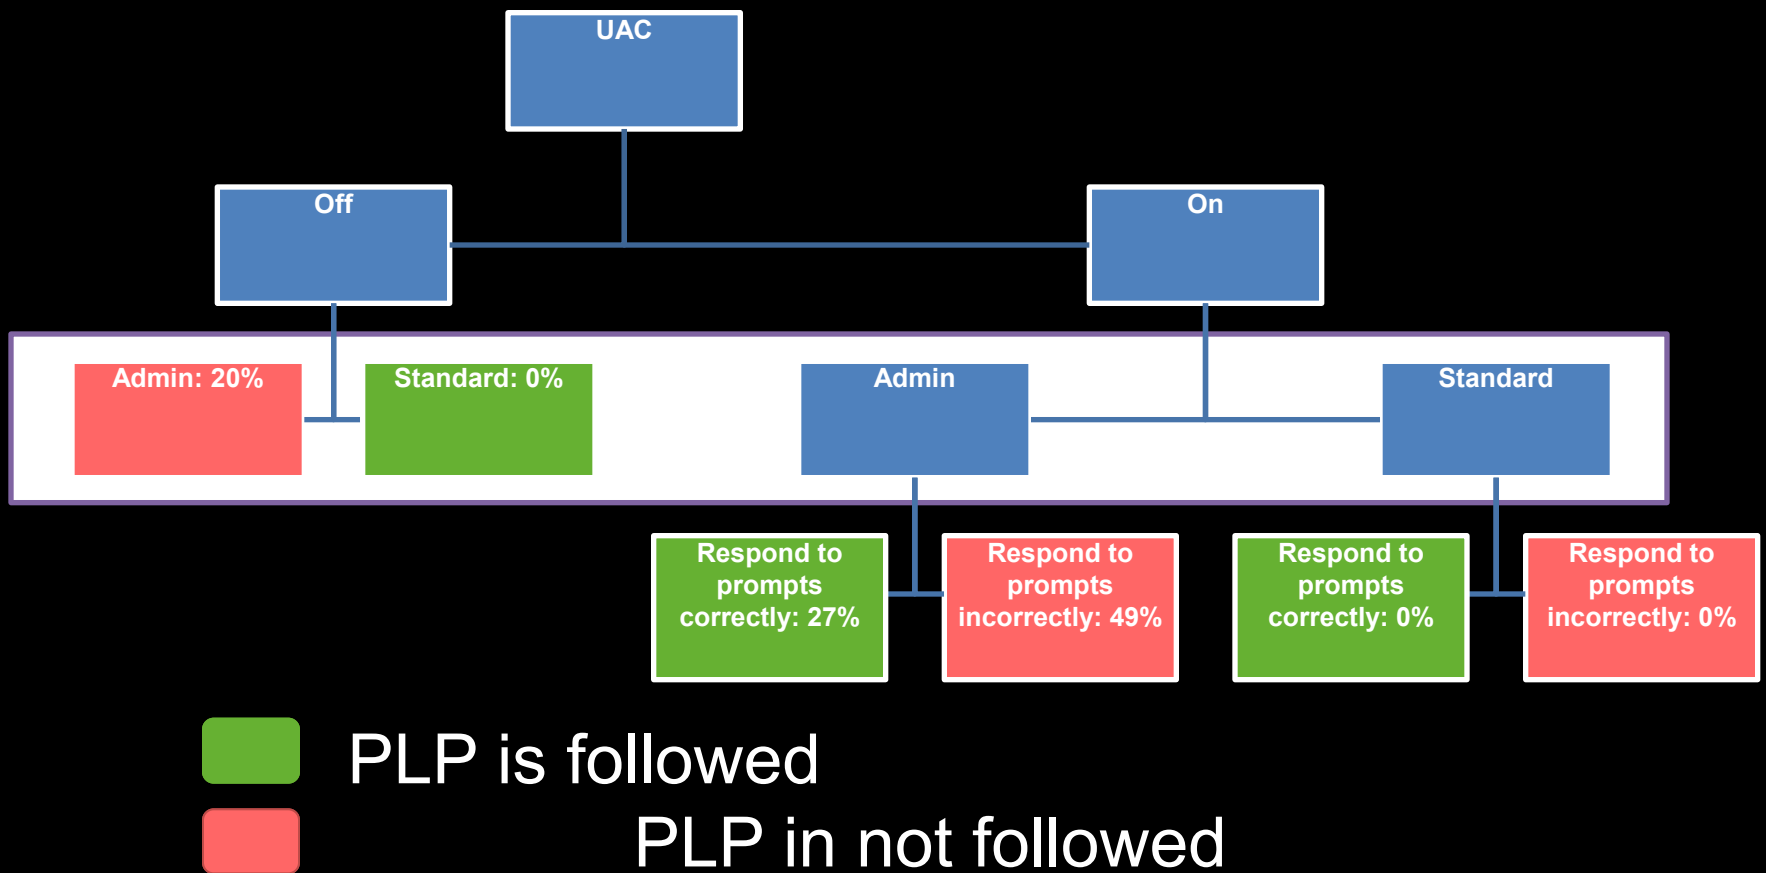 UAC
Off
On
Admin: 20%
Standard: 0%
Admin
Standard
Respond to
prompts
correctly: 27%
Respond to
prompts
incorrectly: 49%
Respond to
prompts
correctly: 0%
Respond to
prompts
incorrectly: 0%
PLP is followed
PLP in not followed